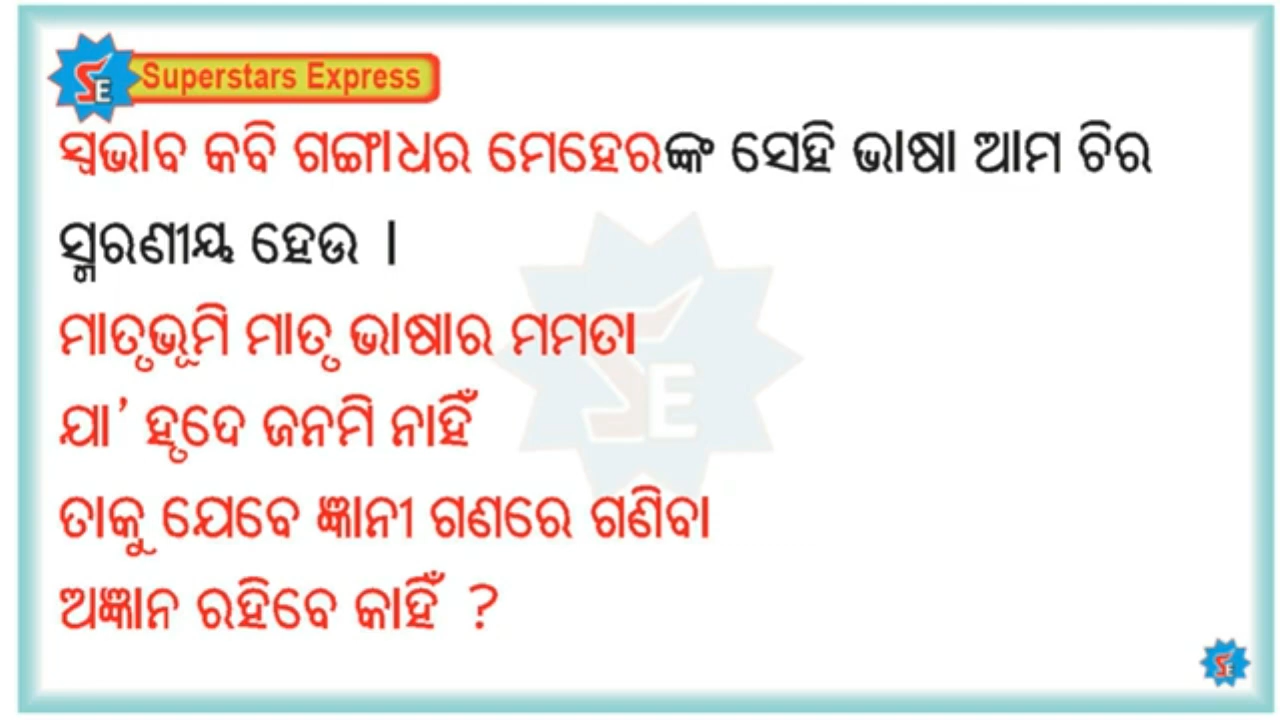 Superstars Express
ସ୍ୱଭାବ କବି ଗଙ୍ଗାଧର ମେହେରଙ୍କ ସେହି ଭାଷା ଆମ ଚିର
ସ୍ମରଣୀୟ ହେଉ ।
ମାତୃଭୂମି ମାତୃ ଭାଷାର ମମତା
ଯା’ ହୃଦେ ଜନମି ନାହିଁ
ତାକୁ ଯେବେ ଜ୍ଞାନୀ ଗଣରେ ଗଣିବା
ଅଜ୍ଞାନ ରହିବେ କାହିଁ ?